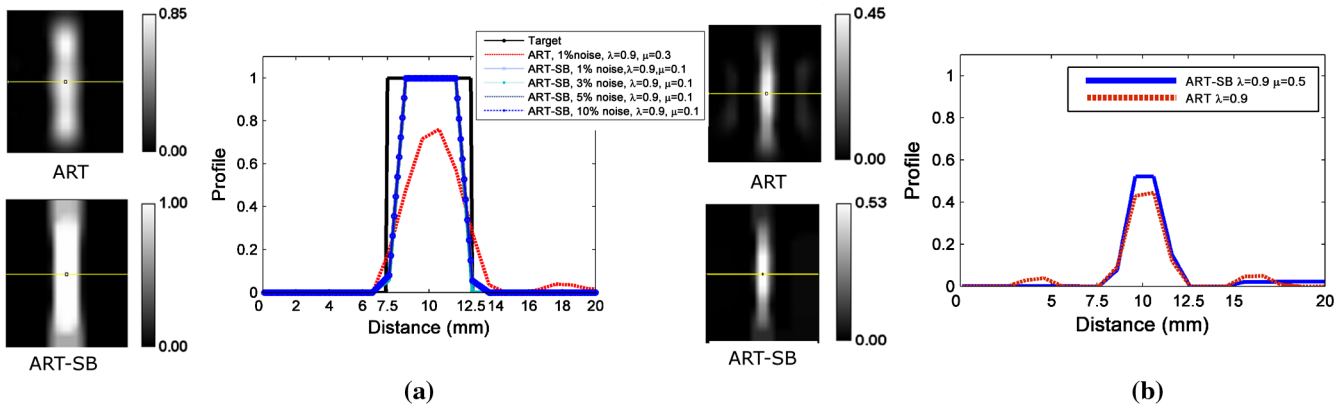 0.85
0.00
ART
1.00
0.00
ART-SB
Target
ART, 1%noise, λ=0.9, μ=0.3
ART-SB, 1% noise,λ=0.9,μ=0.1
ART-SB, 3% noise, λ=0.9, μ=0.1
ART-SB, 5% noise, λ=0.9, μ=0.1
ART-SB, 10% noise, λ=0.9, μ=0.1
Profile
1
0.8
0.6
0.4
0.2
0
0 2 4 6 7.5 10 12.5 14 16 18 20
Distance (mm)
(a)
0.45
0.00
ART
0.53
0.00
ART-SB
ART-SB λ=0.9 μ=0.5
ART λ=0.9
Profile
1
0.8
0.6
0.4
0.2
0
0 5 7.5 10 12.5 15 20
Distance (mm)
(b)